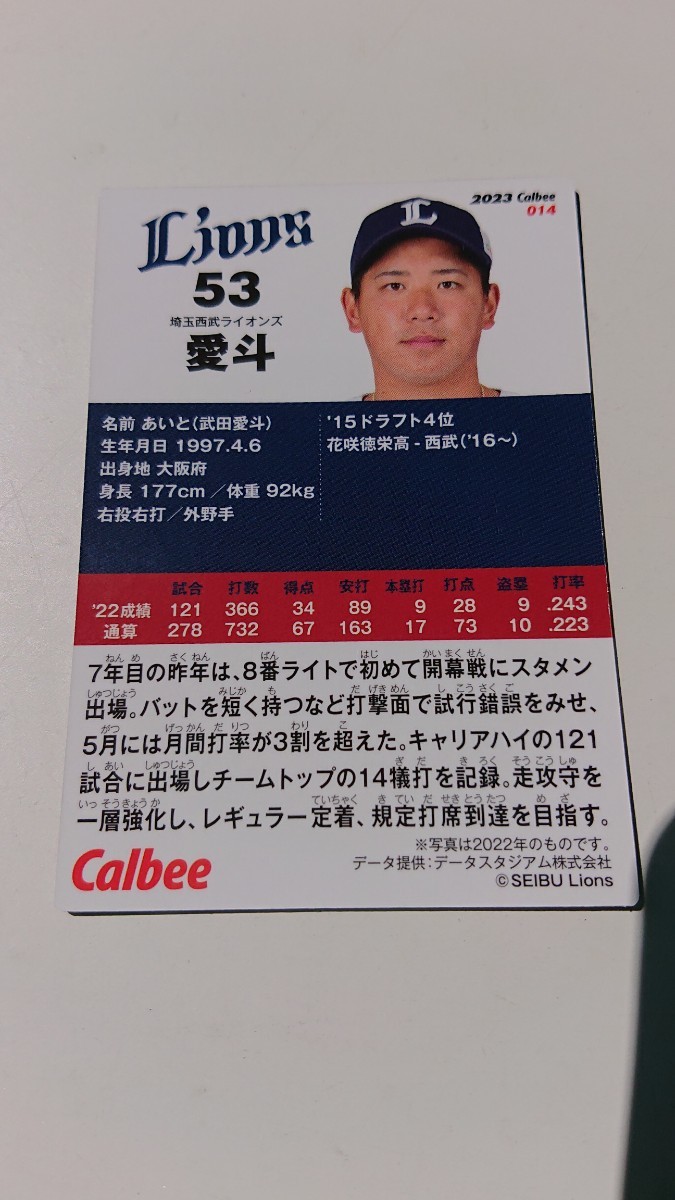 2023 Calbee
014
L
Lions
53
埼玉西武ライオンズ
愛斗
名前 あいと(武田愛斗)
生年月日 1997.4.6
出身地 大阪府
身長 177cm／体重 92kg
右投右打／外野手
'15ドラフト4位
花咲徳栄高 - 西武('16～)
試合 打数 得点 安打 本塁打 打点 盗塁 打率
'22成績 121 366 34 89 9 28 9 .243
通算 278 732 67 163 17 73 10 .223
7年目の昨年は、8番ライトで初めて開幕戦にスタメン
出場。バットを短く持つなど打撃面で試行錯誤をみせ、
5月には月間打率が3割を超えた。キャリアハイの121
試合に出場しチームトップの14犠打を記録。走攻守を
一層強化し、レギュラー定着、規定打席到達を目指す。
※写真は2022年のものです。
データ提供：データスタジアム株式会社
©SEIBU Lions
Calbee